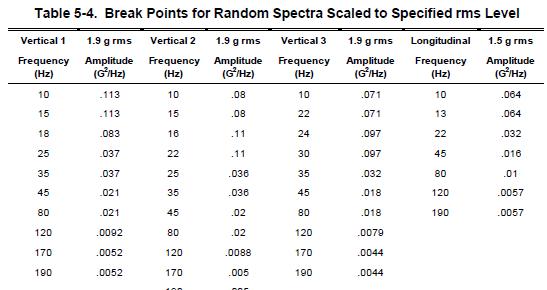 Table 5-4. Break Points for Random Spectra Scaled to Specified rms Level
Vertical 1 1.9 g rms Vertical 2 1.9 g rms Vertical 3 1.9 g rms Longitudinal 1.5 g rms
Frequency (Hz) Amplitude (G²/Hz) Frequency (Hz) Amplitude (G²/Hz) Frequency (Hz) Amplitude (G²/Hz) Frequency (Hz) Amplitude (G²/Hz)
10 .113 10 .08 10 .071 10 .064
15 .113 15 .08 22 .071 13 .064
18 .083 16 .11 24 .097 22 .032
25 .037 22 .11 30 .097 45 .016
35 .037 25 .036 35 .032 80 .01
45 .021 35 .036 45 .018 120 .0057
80 .021 45 .02 80 .018 190 .0057
120 .0092 80 .02 120 .0079
170 .0052 120 .0088 170 .0044
190 .0052 170 .005 190 .0044